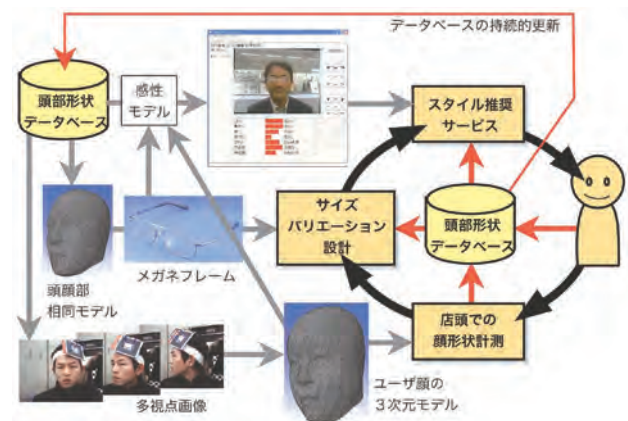 データベースの持続的更新
頭部形状
データベース
感性
モデル
スタイル推奨
サービス
サイズ
バリエーション
設計
頭部形状
データベース
メガネフレーム
頭顔部
相同モデル
店頭での
顔形状計測
多視点画像
ユーザ顔の
3次元モデル